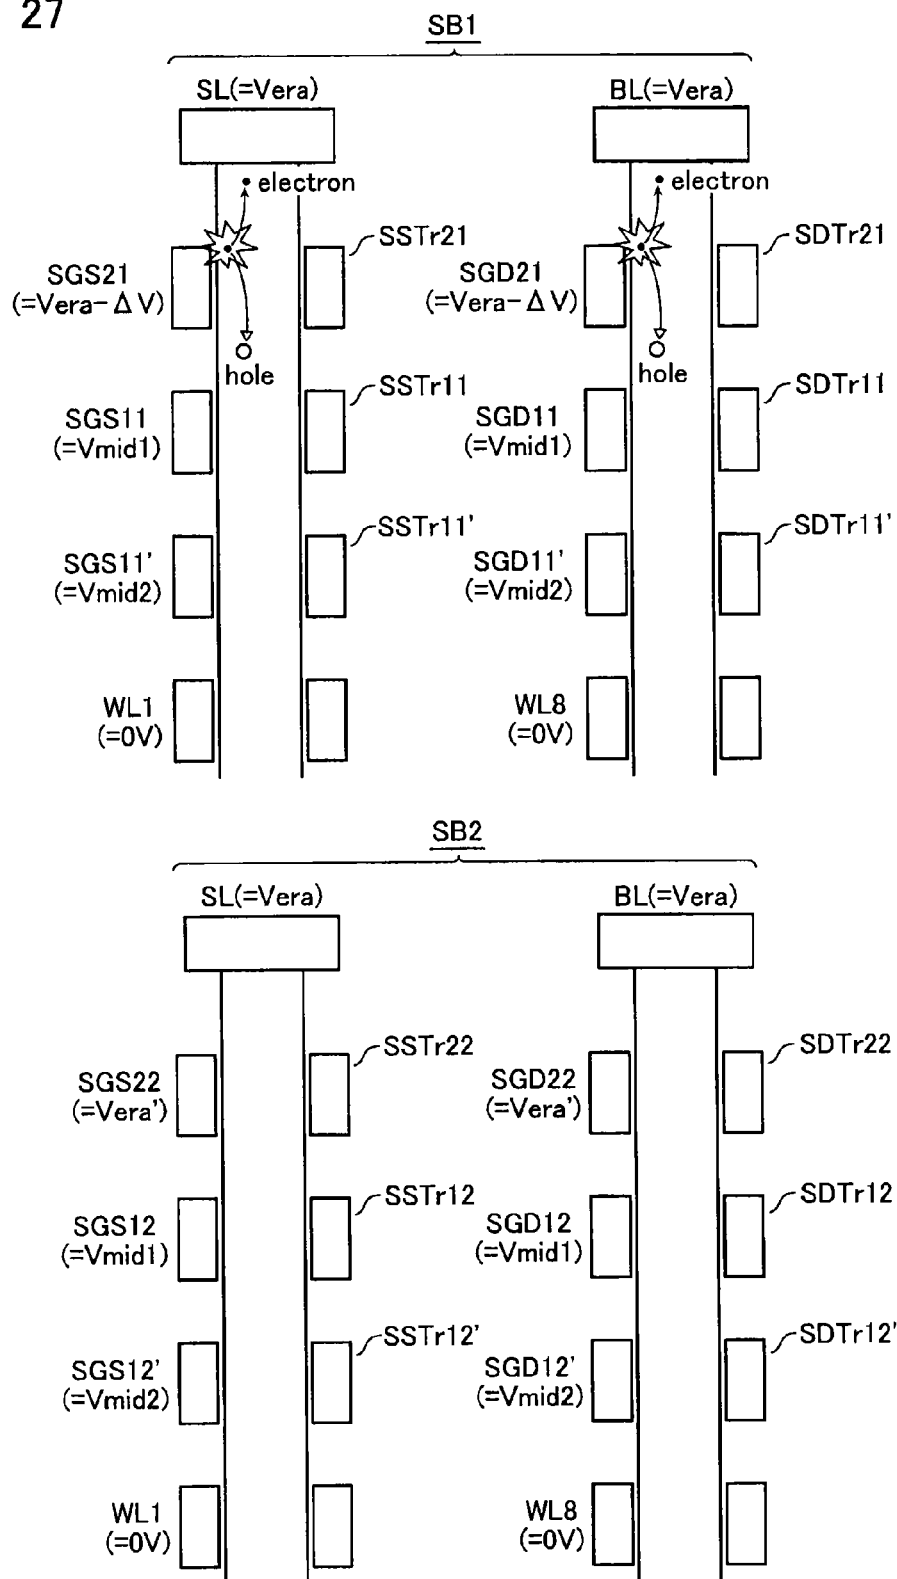 27
SB1
SL(=Vera)
BL(=Vera)
electron
electron
SSTr21
SDTr21
SGS21
(=Vera-ΔV)
SGD21
(=Vera-ΔV)
hole
hole
SSTr11
SDTr11
SGS11
(=Vmid1)
SGD11
(=Vmid1)
SSTr11'
SDTr11'
SGS11'
(=Vmid2)
SGD11'
(=Vmid2)
WL1
(=0V)
WL8
(=0V)
SB2
SL(=Vera)
BL(=Vera)
SSTr22
SDTr22
SGS22
(=Vera')
SGD22
(=Vera')
SSTr12
SDTr12
SGS12
(=Vmid1)
SGD12
(=Vmid1)
SSTr12'
SDTr12'
SGS12'
(=Vmid2)
SGD12'
(=Vmid2)
WL1
(=0V)
WL8
(=0V)